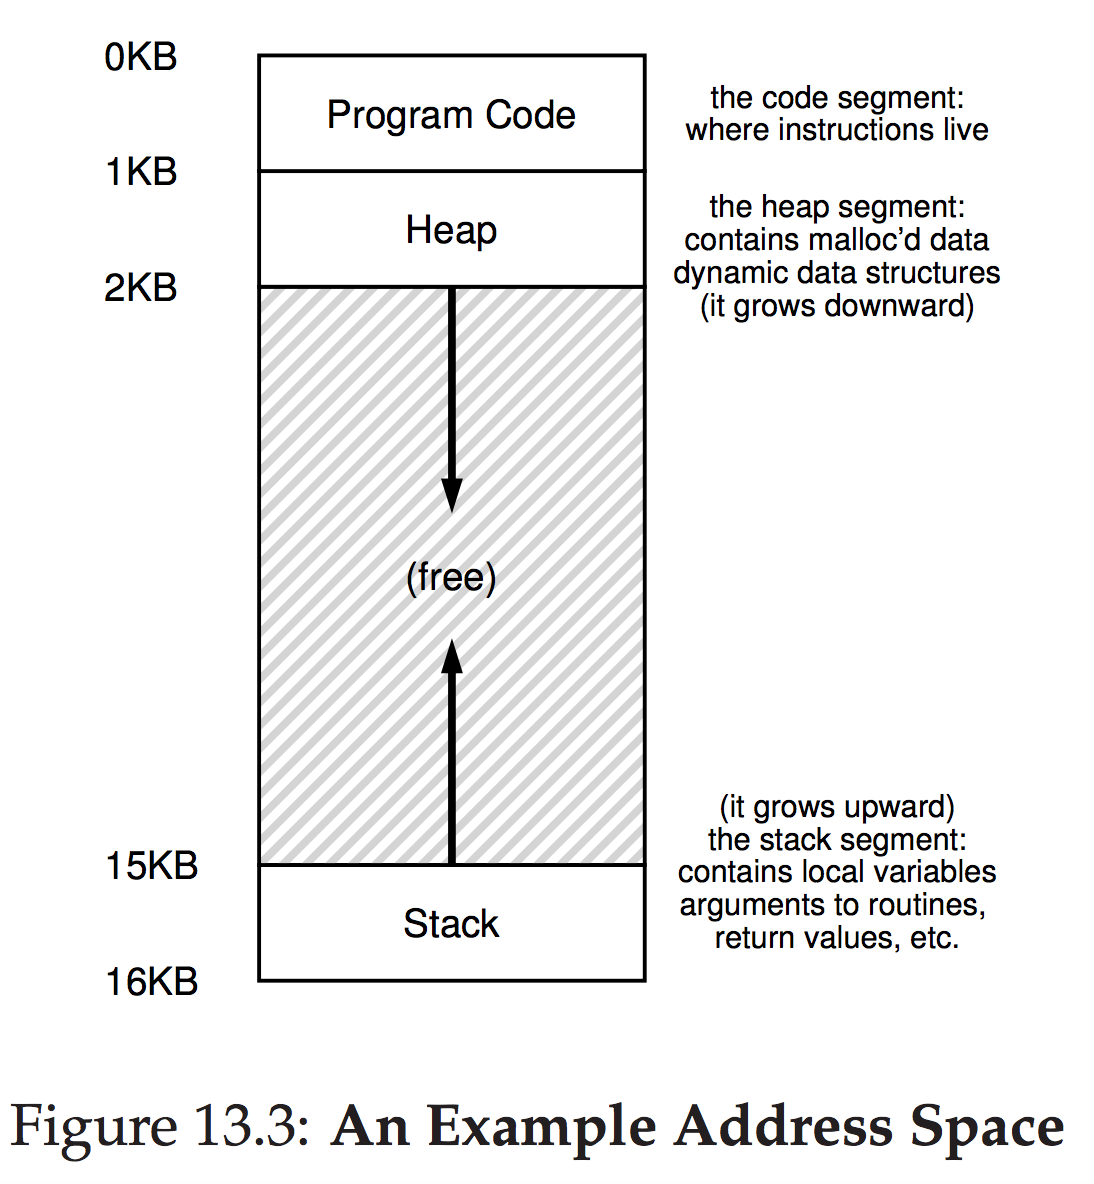 0KB
Program Code
the code segment:
where instructions live
1KB
Heap
the heap segment:
contains malloc’d data
dynamic data structures
(it grows downward)
2KB
(free)
(it grows upward)
the stack segment:
contains local variables
arguments to routines,
return values, etc.
15KB
Stack
16KB
Figure 13.3: An Example Address Space